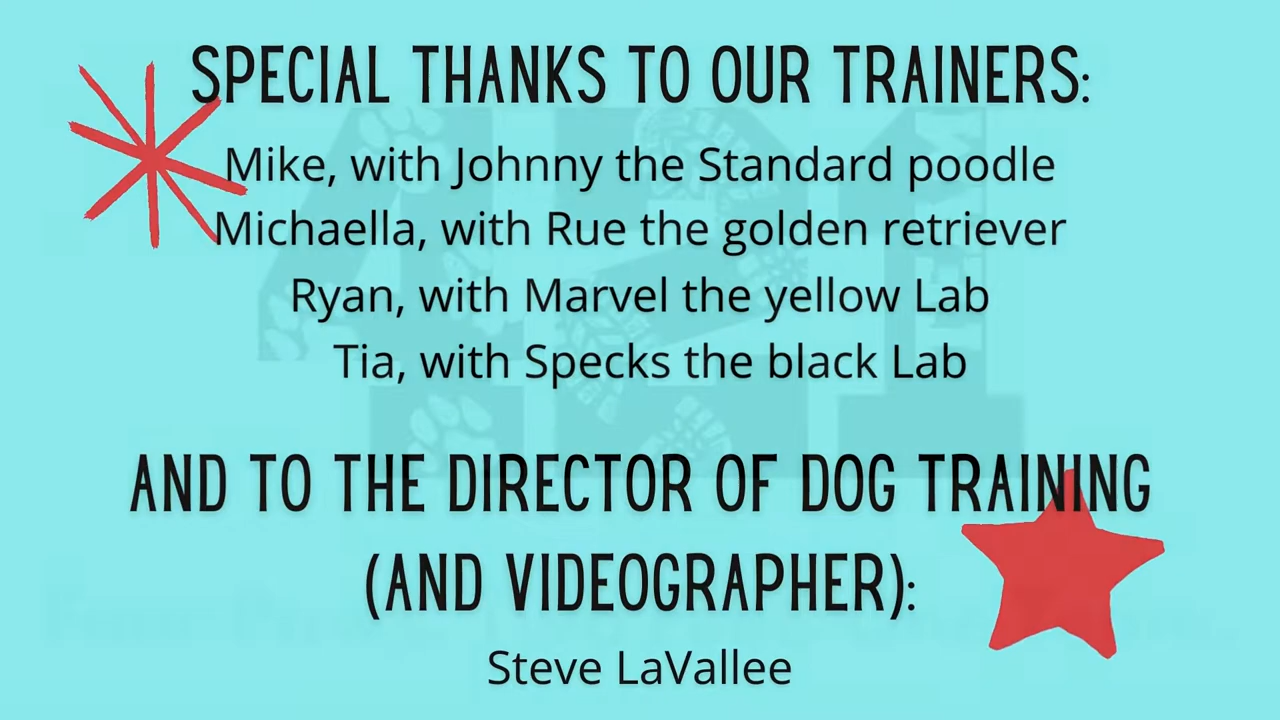 SPECIAL THANKS TO OUR TRAINERS:
Mike, with Johnny the Standard poodle
Michaella, with Rue the golden retriever
Ryan, with Marvel the yellow Lab
Tia, with Specks the black Lab
AND TO THE DIRECTOR OF DOG TRAINING
(AND VIDEOGRAPHER):
Steve LaVallee